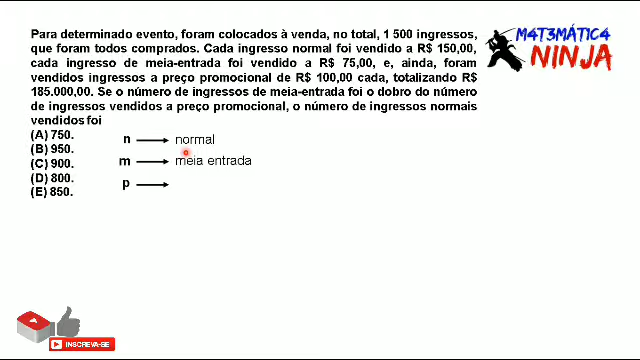 Para determinado evento, foram colocados à venda, no total, 1 500 ingressos,
que foram todos comprados. Cada ingresso normal foi vendido a R$ 150,00,
cada ingresso de meia-entrada foi vendido a R$ 75,00, e, ainda, foram
vendidos ingressos a preço promocional de R$ 100,00 cada, totalizando R$
185.000,00. Se o número de ingressos de meia-entrada foi o dobro do número
de ingressos vendidos a preço promocional, o número de ingressos normais
vendidos foi
(A) 750.
(B) 950.
(C) 900.
(D) 800.
(E) 850.
n normal
m meia entrada
p
M4T3MÁTIC4
NINJA
INSCREVA-SE